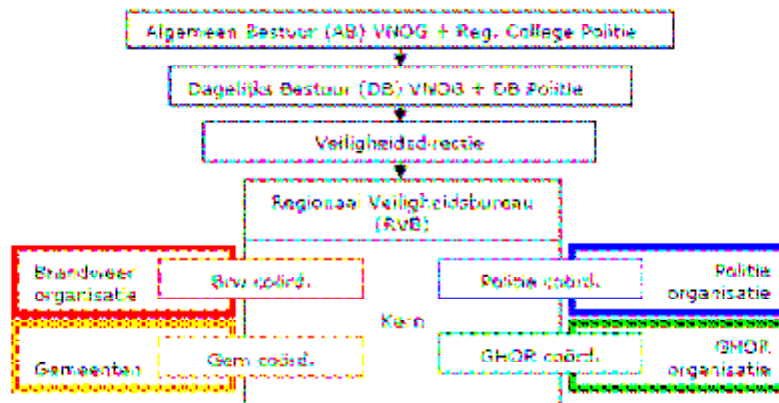 Algemeen Bestuur (AB) VNOG + Reg. College Politie
Dagelijks Bestuur (DB) VNOG + DB Politie
Veiligheidsdirectie
Regionaal Veiligheidsbureau
(RVB)
Brandweer
organisatie
Brw coörd.
Politie coörd.
Politie
organisatie
Kern
Gemeenten
Gem coörd.
GHOR coörd.
GHOR
organisatie